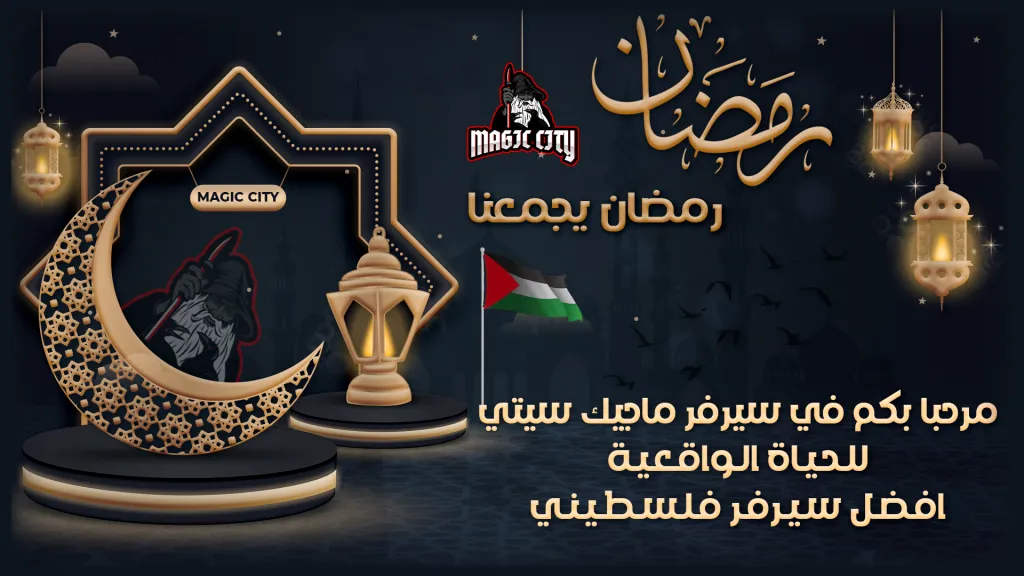 رمضان
MAGIC CITY
MAGIC CITY
رمضان يجمعنا
مرحبا بكم في سيرفر ماجيك سيتي
للحياة الواقعية
افضل سيرفر فلسطيني